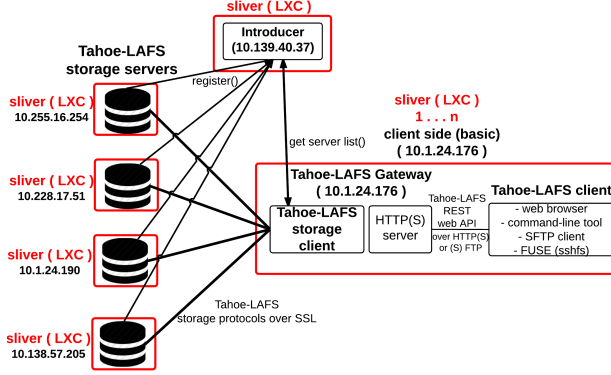 sliver ( LXC)
Introducer
(10.139.40.37)
Tahoe-LAFS
storage servers
register()
sliver ( LXC)
10.255.16.254
sliver ( LXC )
1 . . . n
client side (basic)
( 10.1.24.176 )
get server list()
sliver ( LXC)
10.228.17.51
Tahoe-LAFS Gateway
( 10.1.24.176 )
Tahoe-LAFS client
Tahoe-LAFS
storage
client
HTTP(S)
server
Tahoe-LAFS
REST
web API
over HTTP(S)
or (S) FTP
- web browser
- command-line tool
- SFTP client
- FUSE (sshfs)
sliver ( LXC)
10.1.24.190
Tahoe-LAFS
storage protocols over SSL
sliver ( LXC)
10.138.57.205